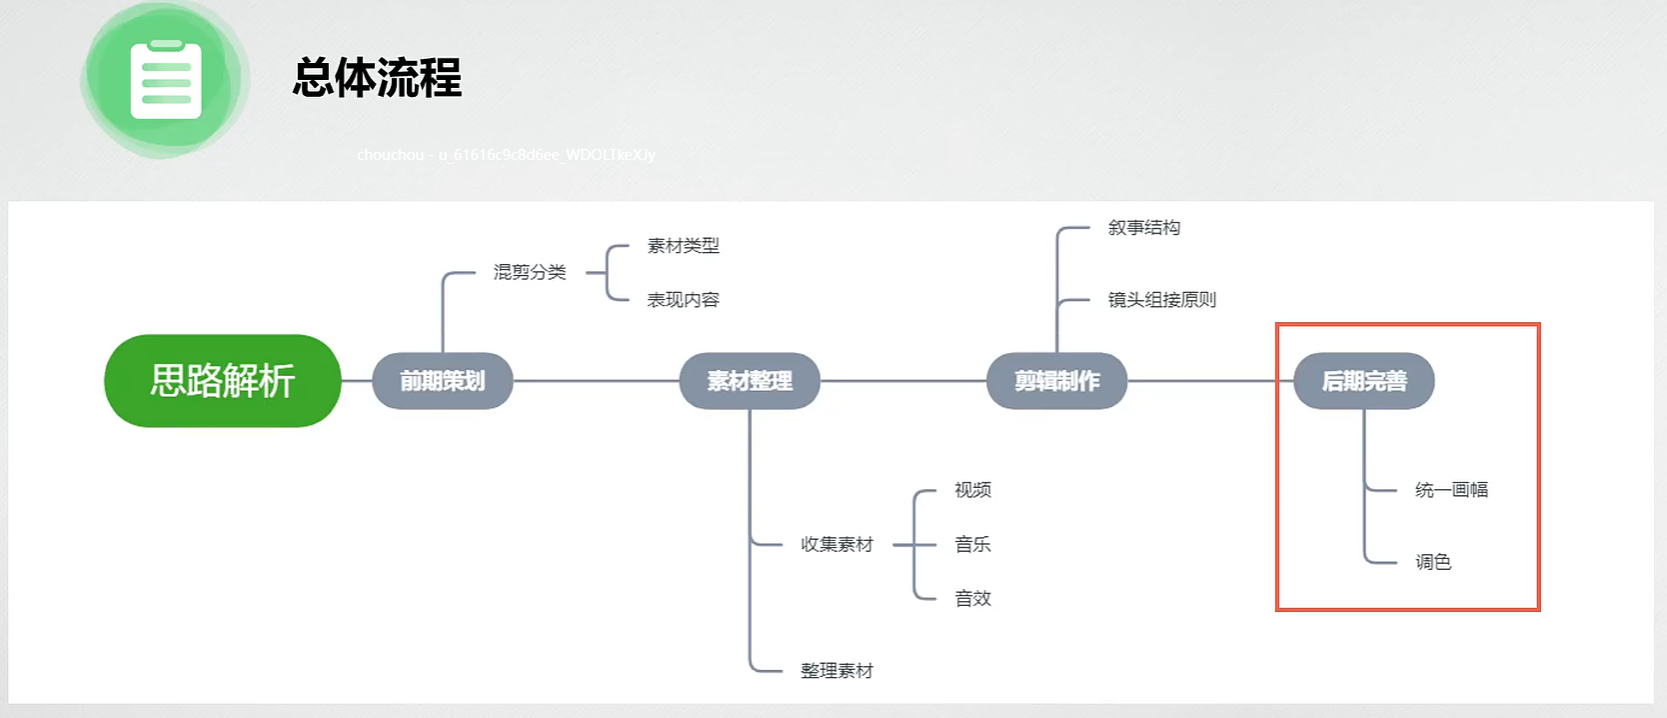 总体流程
chouchou - u_61616c9c8d6ee_WDOLTkeXJy
思路解析
前期策划
混剪分类
素材类型
表现内容
素材整理
收集素材
视频
音乐
音效
整理素材
剪辑制作
叙事结构
镜头组接原则
后期完善
统一画幅
调色